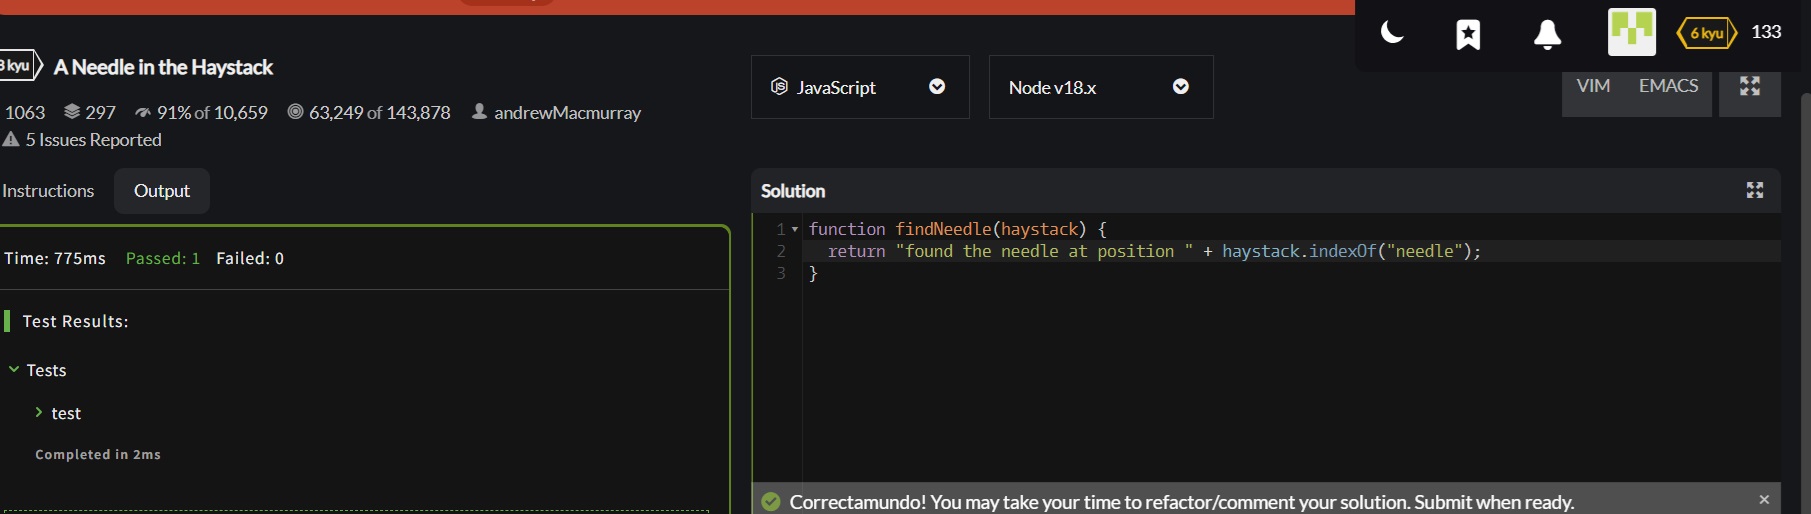 6 kyu 133
kyu A Needle in the Haystack
JavaScript
Node v18.x
VIM EMACS
1063 297 91% of 10,659 63,249 of 143,878 andrewMacmurray
5 Issues Reported
Instructions Output
Time: 775ms Passed: 1 Failed: 0
Test Results:
Tests
test
Completed in 2ms
Solution
1 function findNeedle(haystack) {
2 return "found the needle at position " + haystack.indexOf("needle");
3 }
Correctamundo! You may take your time to refactor/comment your solution. Submit when ready.